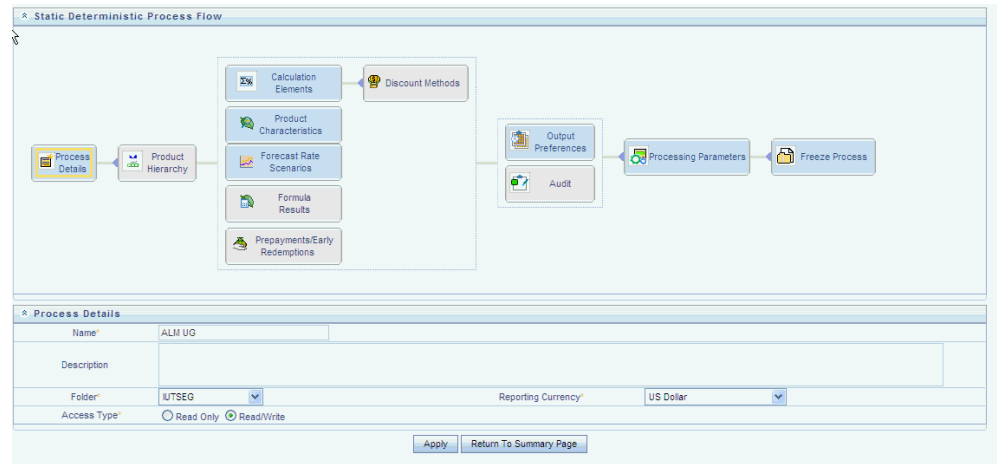 Static Deterministic Process Flow
Process
Details
Product
Hierarchy
Σ%
Calculation
Elements
Discount Methods
Product
Characteristics
Forecast Rate
Scenarios
Formula
Results
Prepayments/Early
Redemptions
Output
Preferences
Audit
Processing Parameters
Freeze Process
Process Details
Name*
ALM UG
Description
Folder*
IUTSEG
Reporting Currency*
US Dollar
Access Type*
Read Only
Read/Write
Apply
Return To Summary Page